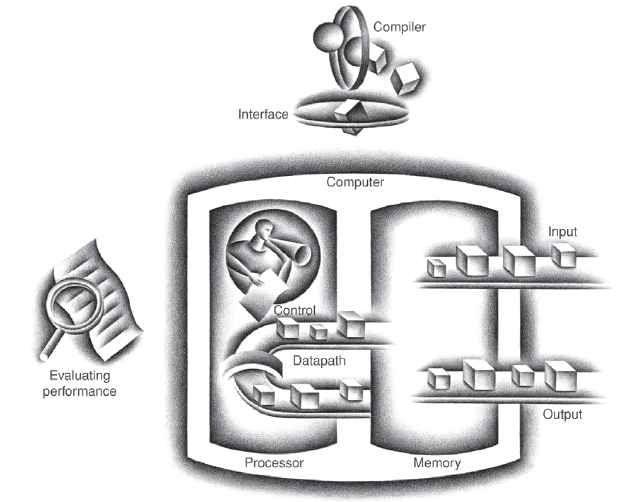 Compiler
Interface
Computer
Input
Control
Datapath
Evaluating
performance
Output
Processor
Memory